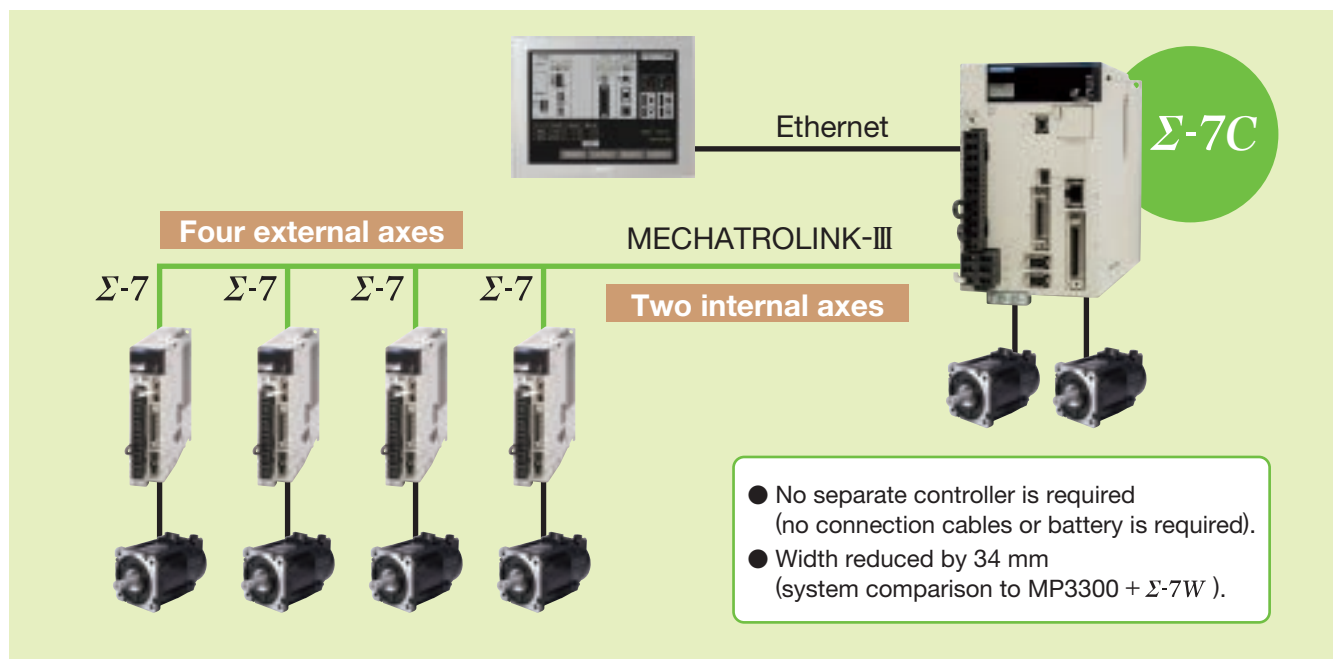 Ethernet
Σ-7C
Four external axes
MECHATROLINK-Ⅲ
Σ-7 Σ-7 Σ-7 Σ-7
Two internal axes
● No separate controller is required
(no connection cables or battery is required).
● Width reduced by 34 mm
(system comparison to MP3300 + Σ-7W ).